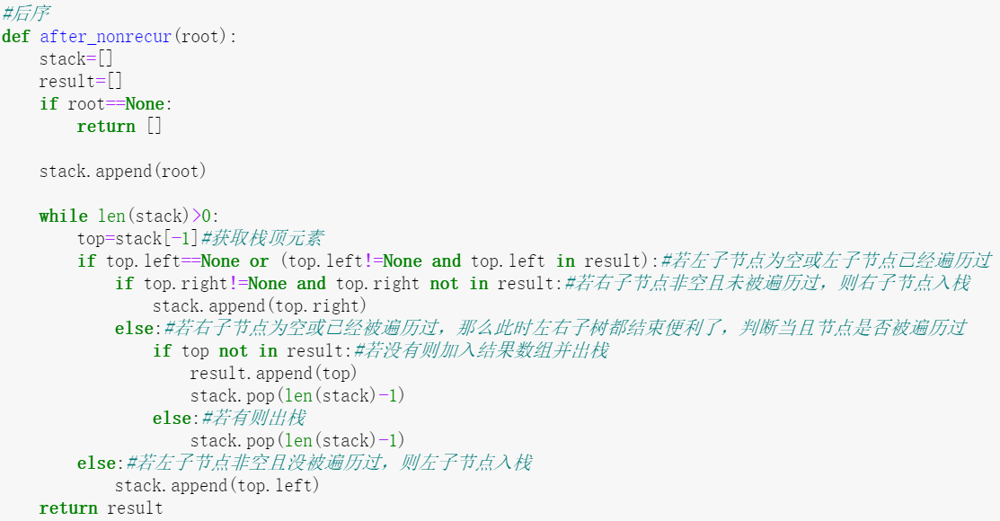 #后序
def after_nonrecur(root):
    stack=[]
    result=[]
    if root==None:
        return []
    stack.append(root)
    while len(stack)>0:
        top=stack[-1]#获取栈顶元素
        if top.left==None or (top.left!=None and top.left in result):#若左子节点为空或左子节点已经遍历过
            if top.right!=None and top.right not in result:#若右子节点非空且未被遍历过，则右子节点入栈
                stack.append(top.right)
            else:#若右子节点为空或已经被遍历过，那么此时左右子树都结束便利了，判断当且节点是否被遍历过
                if top not in result:#若没有则加入结果数组并出栈
                    result.append(top)
                    stack.pop(len(stack)-1)
                else:#若有则出栈
                    stack.pop(len(stack)-1)
        else:#若左子节点非空且没被遍历过，则左子节点入栈
            stack.append(top.left)
    return result